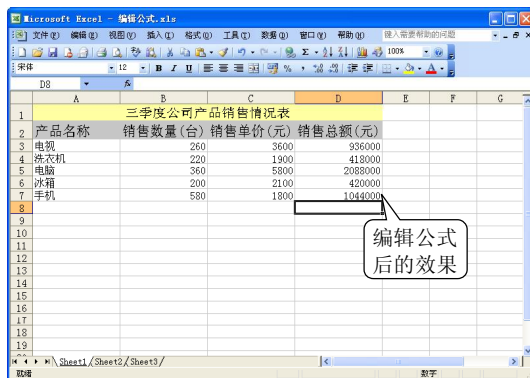 Microsoft Excel - 编辑公式.xls
文件(F) 编辑(E) 视图(V) 插入(I) 格式(O) 工具(T) 数据(D) 窗口(W) 帮助(H) 键入需要帮助的问题
100%
宋体 12 B I U
D8 fx
A B C D E F G
1 三季度公司产品销售情况表
2 产品名称 销售数量(台) 销售单价(元) 销售总额(元)
3 电视 260 3600 936000
4 洗衣机 220 1900 418000
5 电脑 360 5800 2088000
6 冰箱 200 2100 420000
7 手机 580 1800 1044000
8
9
10
11
12
13
14
15
16
17
18
19
编辑公式
后的效果
Sheet1 Sheet2 Sheet3
就绪 数字